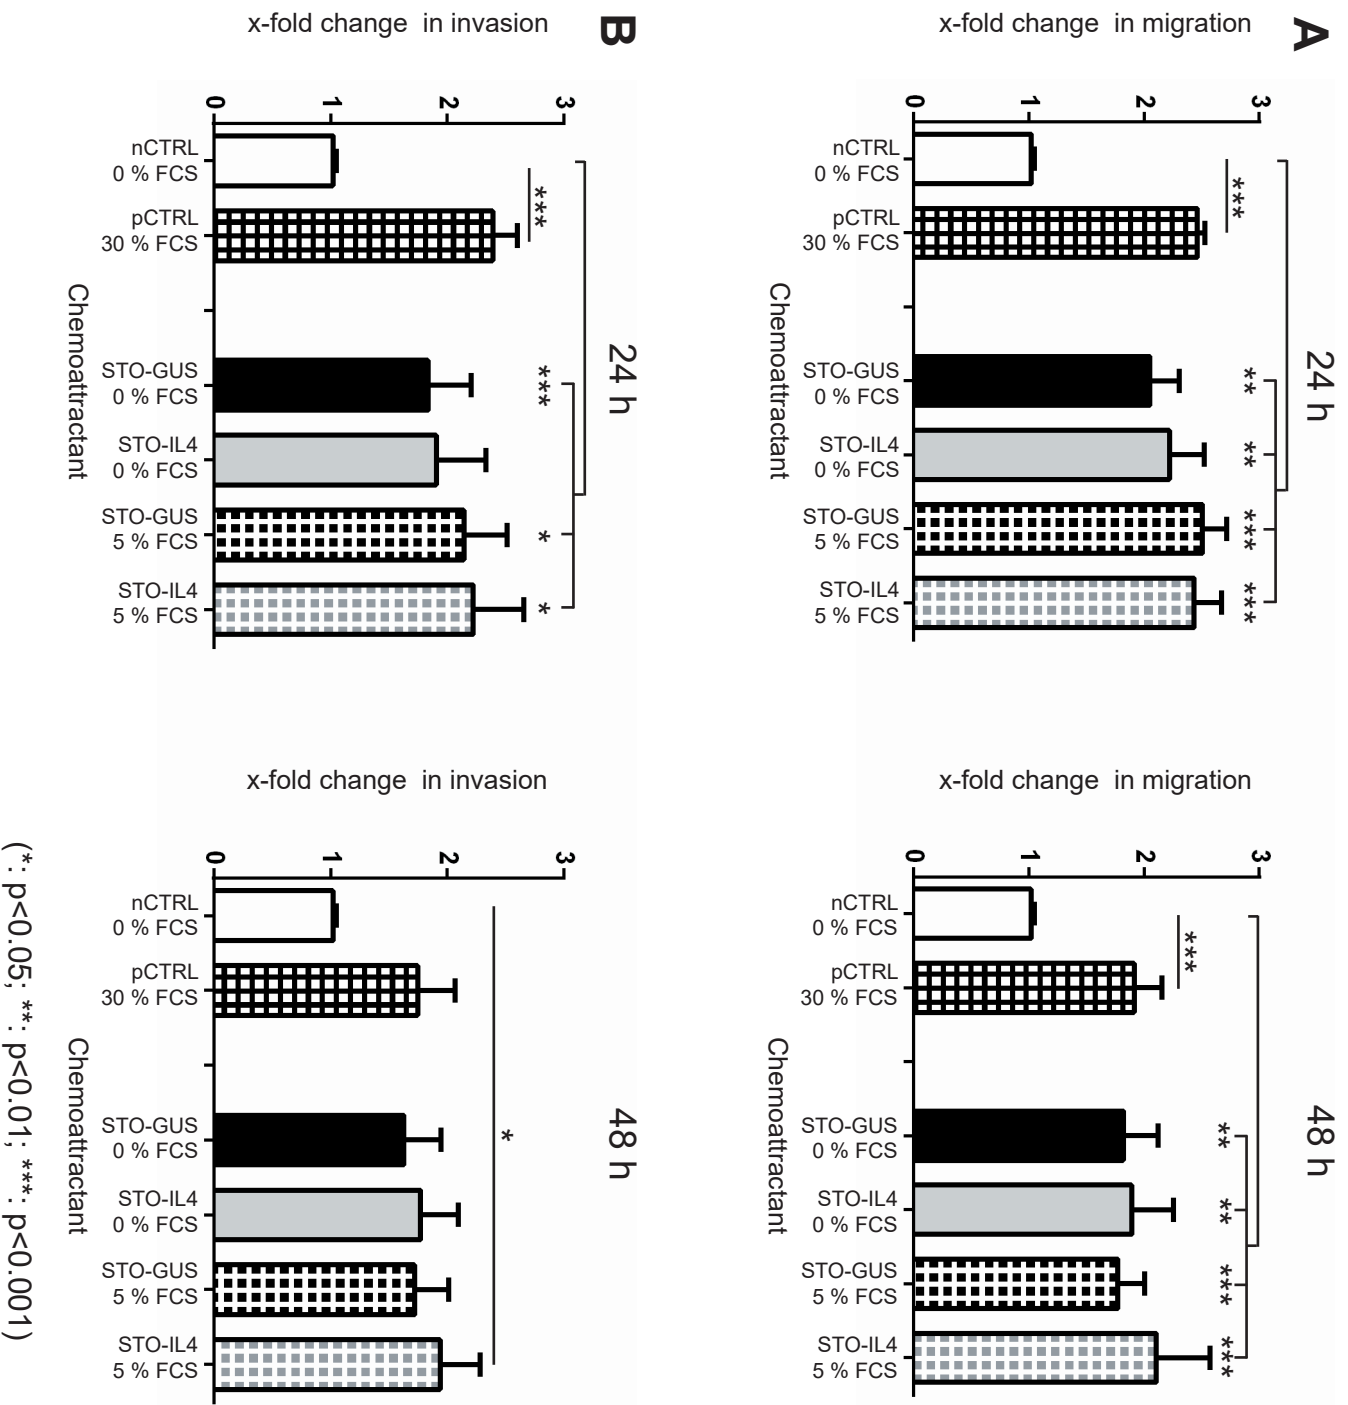 A
24 h
x-fold change in migration
3
2
1
0
***
**
**
***
***
nCTRL
0 % FCS
pCTRL
30 % FCS
STO-GUS
0 % FCS
STO-IL4
0 % FCS
STO-GUS
5 % FCS
STO-IL4
5 % FCS
Chemoattractant
48 h
x-fold change in migration
3
2
1
0
***
**
**
***
***
nCTRL
0 % FCS
pCTRL
30 % FCS
STO-GUS
0 % FCS
STO-IL4
0 % FCS
STO-GUS
5 % FCS
STO-IL4
5 % FCS
Chemoattractant
B
24 h
x-fold change in invasion
3
2
1
0
***
***
*
*
nCTRL
0 % FCS
pCTRL
30 % FCS
STO-GUS
0 % FCS
STO-IL4
0 % FCS
STO-GUS
5 % FCS
STO-IL4
5 % FCS
Chemoattractant
48 h
x-fold change in invasion
3
2
1
0
*
nCTRL
0 % FCS
pCTRL
30 % FCS
STO-GUS
0 % FCS
STO-IL4
0 % FCS
STO-GUS
5 % FCS
STO-IL4
5 % FCS
Chemoattractant
(*: p<0.05; **: p<0.01; ***: p<0.001)